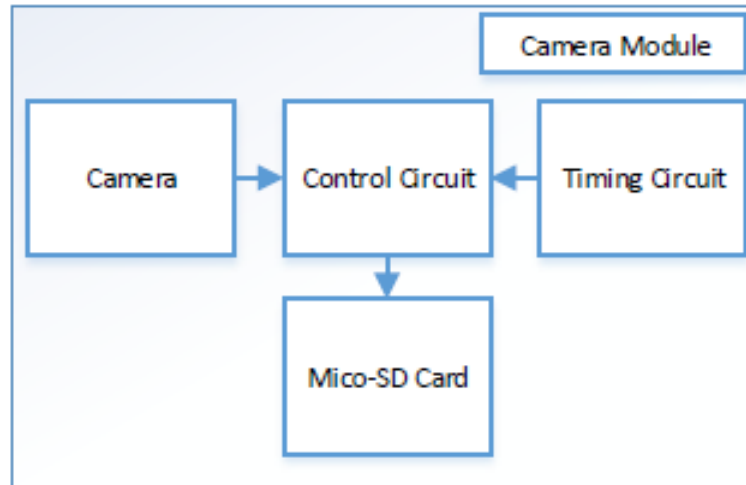 Camera Module
Camera
Control Circuit
Timing Circuit
Mico-SD Card